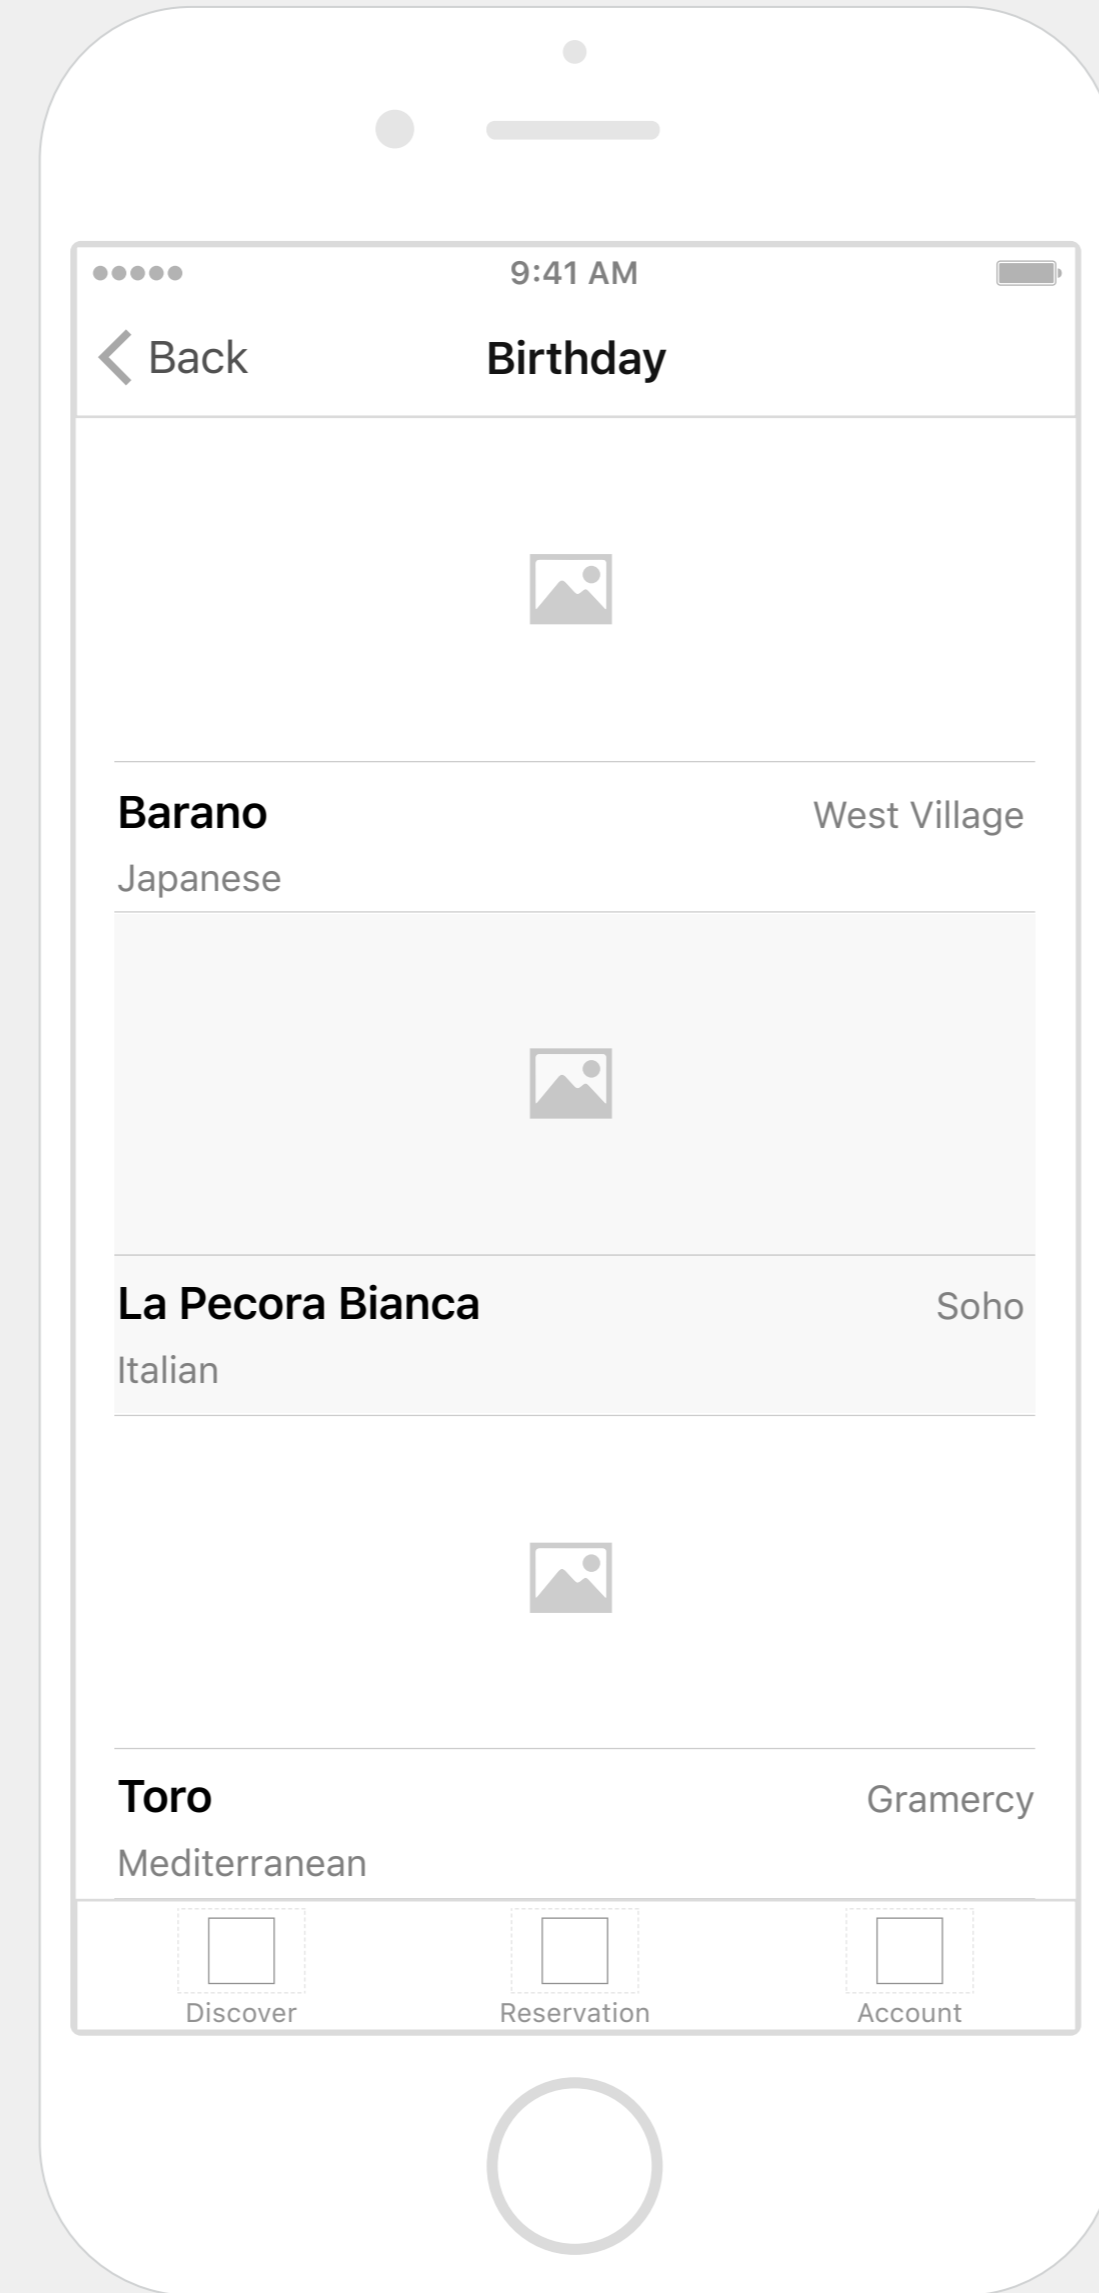 9:41 AM
Back Birthday
Barano West Village
Japanese
La Pecora Bianca Soho
Italian
Toro Gramercy
Mediterranean
Discover Reservation Account